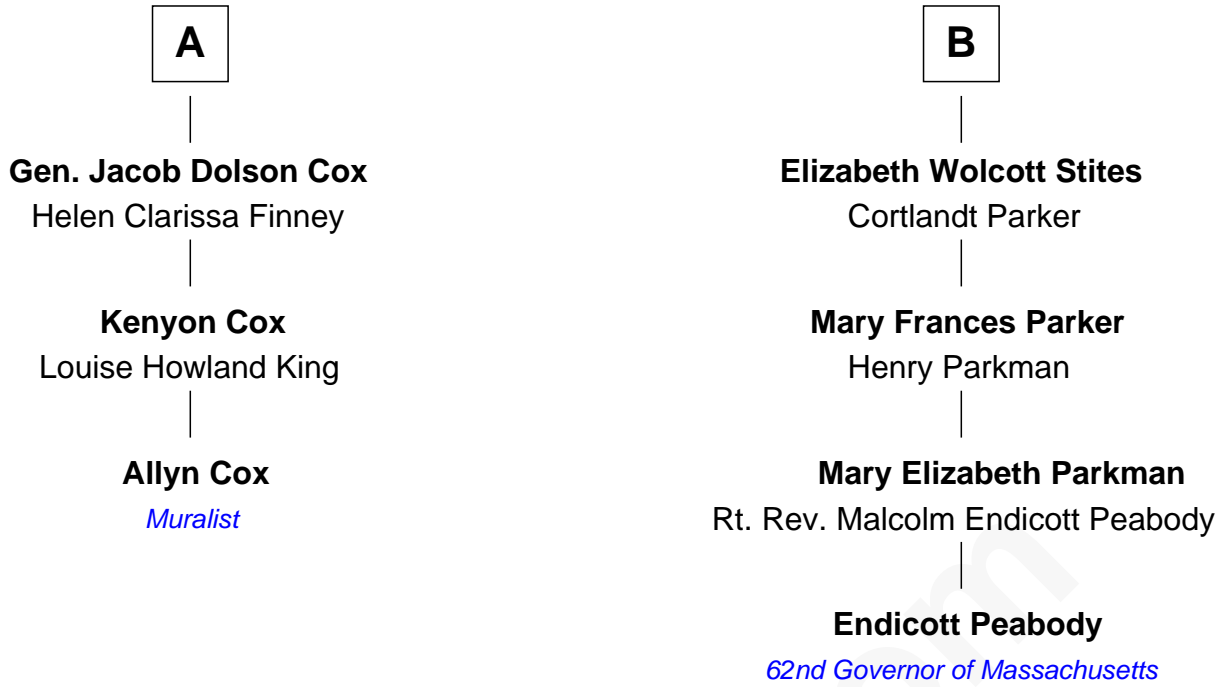 A
Gen. Jacob Dolson Cox
Helen Clarissa Finney
Kenyon Cox
Louise Howland King
Allyn Cox
Muralist
B
Elizabeth Wolcott Stites
Cortlandt Parker
Mary Frances Parker
Henry Parkman
Mary Elizabeth Parkman
Rt. Rev. Malcolm Endicott Peabody
Endicott Peabody
62nd Governor of Massachusetts